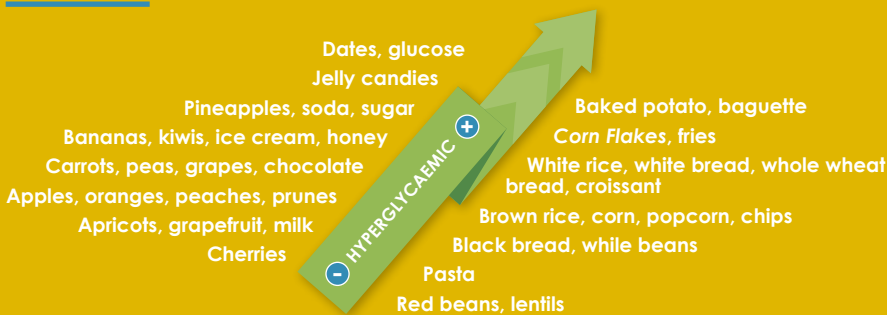 Dates, glucose
Jelly candies
Pineapples, soda, sugar
Bananas, kiwis, ice cream, honey
Carrots, peas, grapes, chocolate
Apples, oranges, peaches, prunes
Apricots, grapefruit, milk
Cherries
+
HYPERGLYCAEMIC
-
Baked potato, baguette
Corn Flakes, fries
White rice, white bread, whole wheat
bread, croissant
Brown rice, corn, popcorn, chips
Black bread, while beans
Pasta
Red beans, lentils